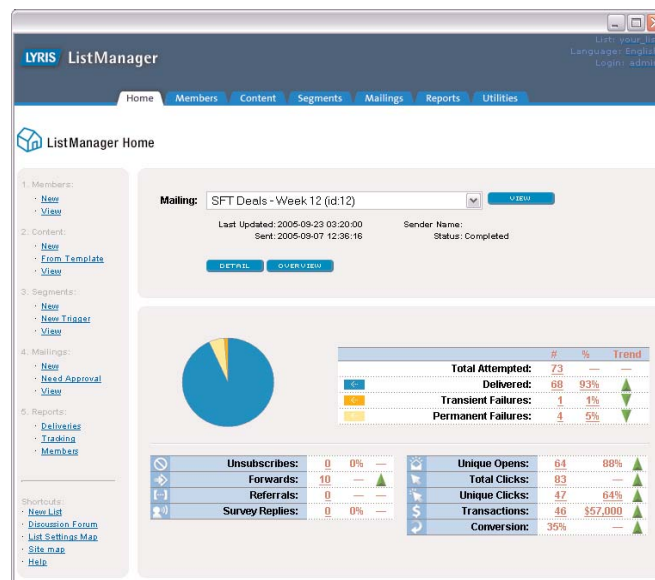 List: your_lis
Language: English
Login: admin
LYRIS ListManager
Home Members Content Segments Mailings Reports Utilities
ListManager Home
1. Members:
· New
· View
2. Content:
· New
· From Template
· View
3. Segments:
· New
· New Trigger
· View
4. Mailings:
· New
· Need Approval
· View
5. Reports:
· Deliveries
· Tracking
· Members
Shortcuts:
· New List
· Discussion Forum
· List Settings Map
· Site map
· Help
Mailing: SFT Deals - Week 12 (id:12) VIEW
Last Updated: 2005-09-23 03:20:00 Sender Name:
Sent: 2005-09-07 12:36:16 Status: Completed
DETAIL OVERVIEW
# % Trend
Total Attempted: 73 — —
Delivered: 68 93%
Transient Failures: 1 1%
Permanent Failures: 4 5%
Unsubscribes: 0 0% —
Forwards: 10 —
Referrals: 0 — —
Survey Replies: 0 0% —
Unique Opens: 64 88%
Total Clicks: 83 —
Unique Clicks: 47 64%
Transactions: 46 $57,000
Conversion: 35% —